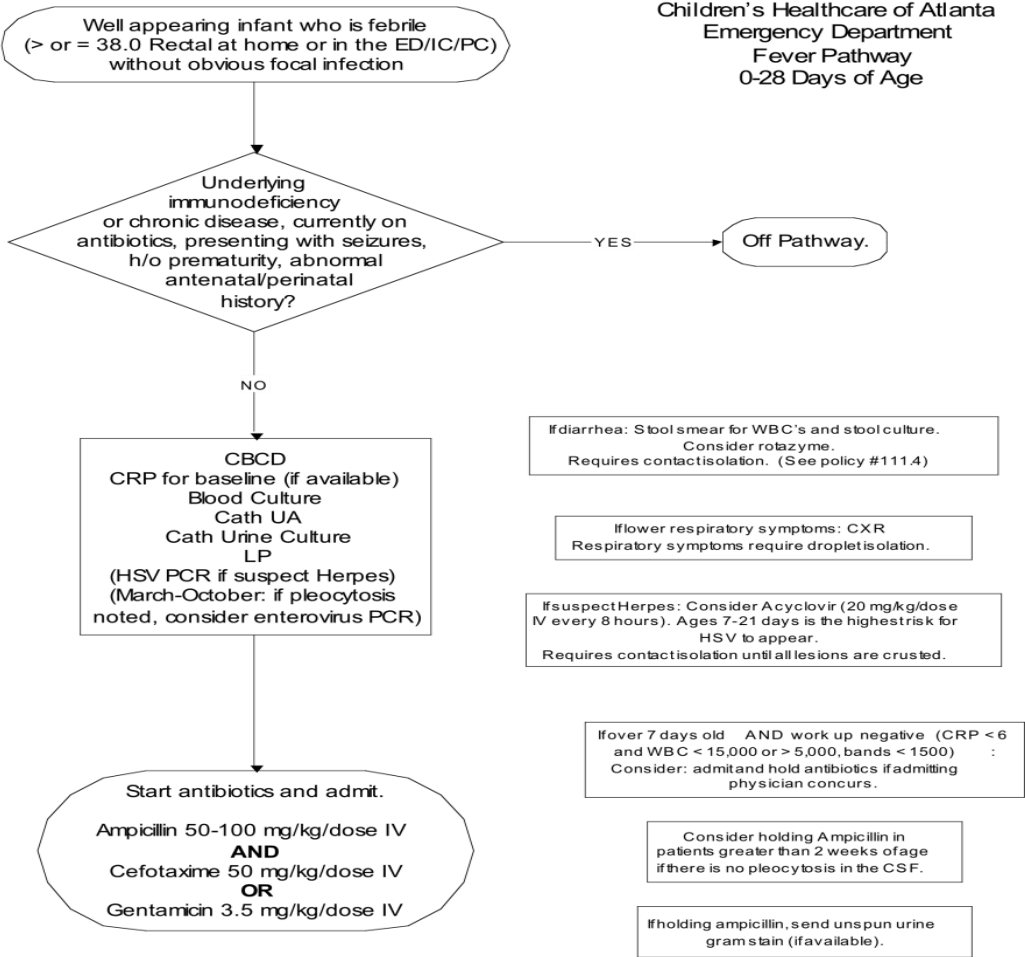 Children's Healthcare of Atlanta
Emergency Department
Fever Pathway
0-28 Days of Age
Well appearing infant who is febrile
(> or = 38.0 Rectal at home or in the ED/IC/PC)
without obvious focal infection
Underlying
immunodeficiency
or chronic disease, currently on
antibiotics, presenting with seizures,
h/o prematurity, abnormal
antenatal/perinatal
history?
YES
Off Pathway.
NO
CBCD
CRP for baseline (if available)
Blood Culture
Cath UA
Cath Urine Culture
LP
(HSV PCR if suspect Herpes)
(March-October: if pleocytosis
noted, consider enterovirus PCR)
Start antibiotics and admit.
Ampicillin 50-100 mg/kg/dose IV
AND
Cefotaxime 50 mg/kg/dose IV
OR
Gentamicin 3.5 mg/kg/dose IV
If diarrhea: Stool smear for WBC's and stool culture.
Consider rotazyme.
Requires contact isolation. (See policy #111.4)
If lower respiratory symptoms: CXR
Respiratory symptoms require droplet isolation.
If suspect Herpes: Consider Acyclovir (20 mg/kg/dose
IV every 8 hours). Ages 7-21 days is the highest risk for
HSV to appear.
Requires contact isolation until all lesions are crusted.
If over 7 days old AND work up negative (CRP < 6
and WBC < 15,000 or > 5,000, bands < 1500) :
Consider: admit and hold antibiotics if admitting
physician concurs.
Consider holding Ampicillin in
patients greater than 2 weeks of age
if there is no pleocytosis in the CSF.
If holding ampicillin, send unspun urine
gram stain (if available).